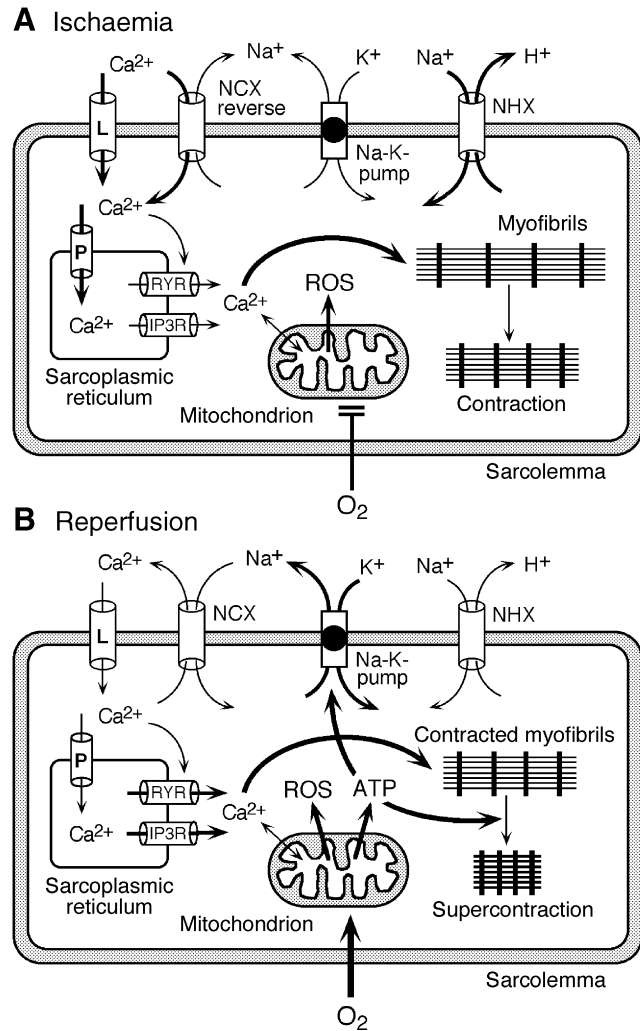 A Ischaemia
Ca2+
Na+
K+
Na+
H+
NCX
reverse
NHX
L
Na-K-
pump
Ca2+
Myofibrils
P
RYR
ROS
Ca2+
Ca2+
IP3R
Sarcoplasmic
reticulum
Mitochondrion
Contraction
Sarcolemma
O2
B Reperfusion
Ca2+
Na+
K+
Na+
H+
NCX
NHX
L
Na-K-
pump
Ca2+
Contracted myofibrils
P
RYR
ROS
ATP
Ca2+
Ca2+
IP3R
Sarcoplasmic
reticulum
Mitochondrion
Supercontraction
Sarcolemma
O2